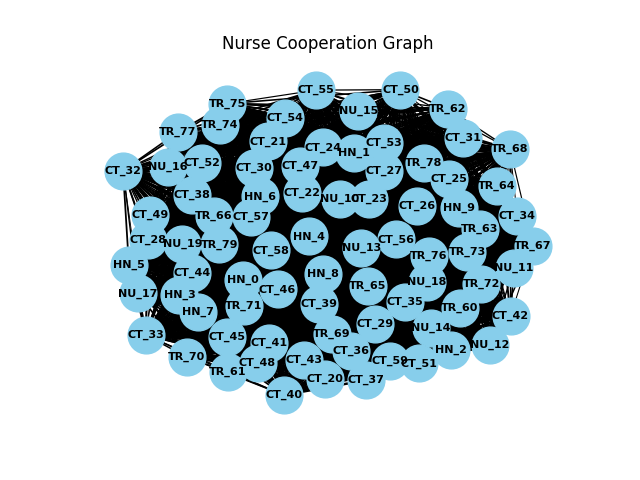 Nurse Cooperation Graph
CT_55
CT_50
TR_75
NU_15
TR_62
CT_54
TR_74
TR_77
CT_31
CT_21
CT_53
CT_24
HN_1
TR_68
CT_52
TR_78
NU_16
CT_47
CT_30
CT_27
CT_32
CT_25
TR_64
CT_38
CT_22
HN_6
NU_10
CT_23
CT_26
HN_9
CT_49
TR_66
CT_57
CT_34
TR_63
HN_4
CT_28
CT_56
NU_19
TR_79
TR_67
NU_13
CT_58
TR_73
TR_76
HN_5
NU_11
CT_44
HN_8
HN_0
NU_18
TR_72
TR_65
CT_46
NU_17
HN_3
CT_35
CT_39
TR_71
TR_60
HN_7
CT_42
CT_29
NU_14
TR_69
CT_33
CT_45
CT_41
NU_12
HN_2
CT_36
TR_70
CT_43
CT_48
CT_51
TR_61
CT_20
CT_37
CT_40